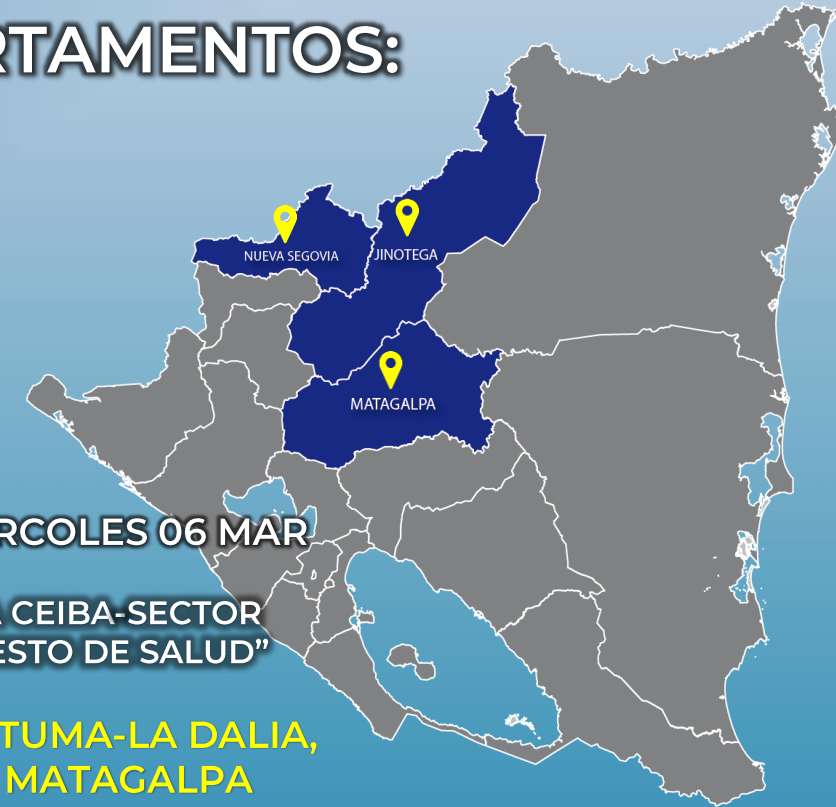 RTAMENTOS:
NUEVA SEGOVIA
JINOTEGA
MATAGALPA
RCOLES 06 MAR
A CEIBA-SECTOR
ESTO DE SALUD”
TUMA-LA DALIA,
MATAGALPA